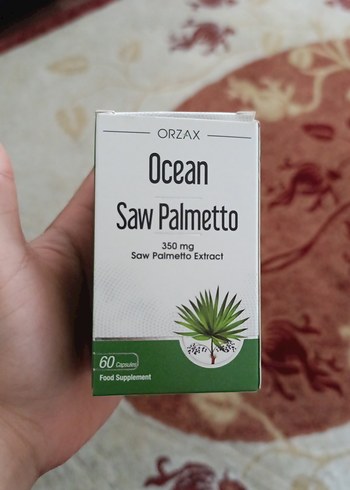 ORZAX
Ocean
Saw Palmetto
350 mg
Saw Palmetto Extract
60 Capsules
Food Supplement